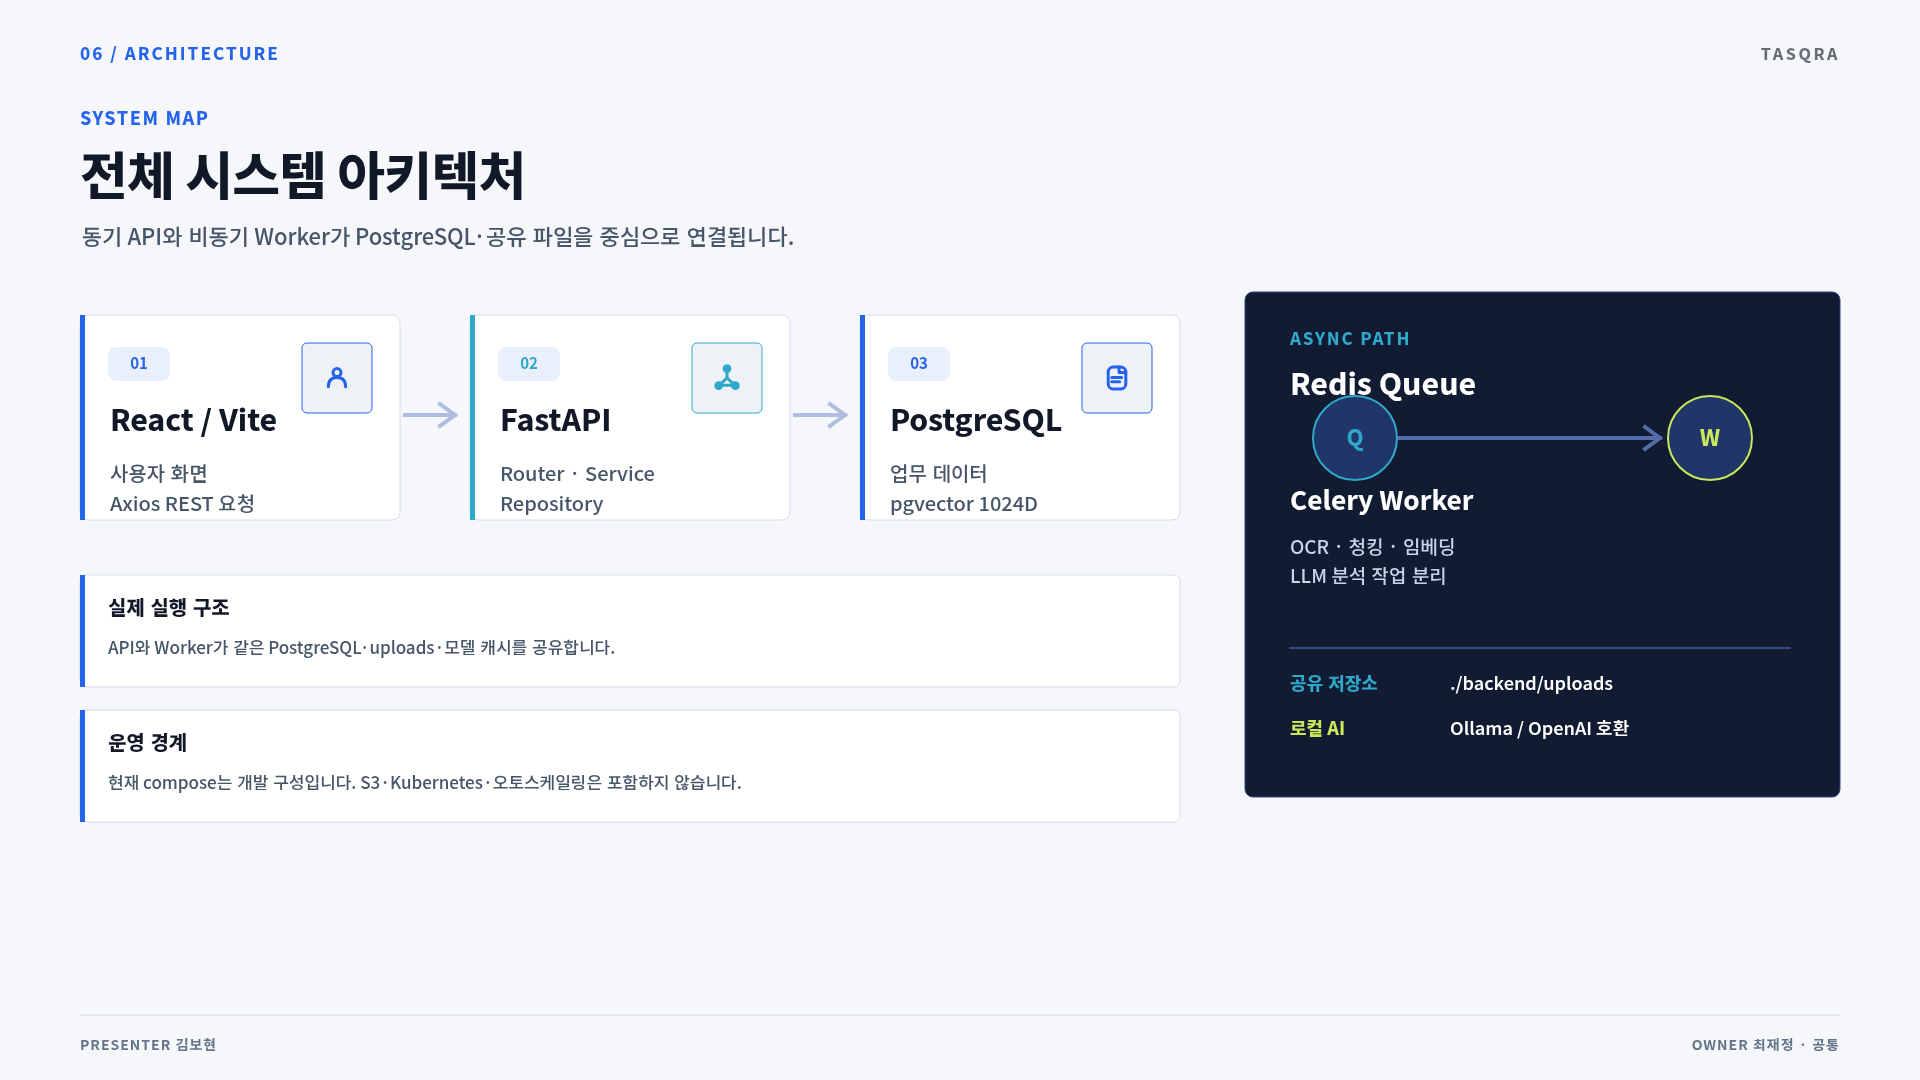 06 / ARCHITECTURE
TASQRA
SYSTEM MAP
전체 시스템 아키텍처
동기 API와 비동기 Worker가 PostgreSQL·공유 파일을 중심으로 연결됩니다.
01
React / Vite
사용자 화면
Axios REST 요청
02
FastAPI
Router · Service
Repository
03
PostgreSQL
업무 데이터
pgvector 1024D
실제 실행 구조
API와 Worker가 같은 PostgreSQL·uploads·모델 캐시를 공유합니다.
운영 경계
현재 compose는 개발 구성입니다. S3·Kubernetes·오토스케일링은 포함하지 않습니다.
ASYNC PATH
Redis Queue
Q
W
Celery Worker
OCR · 청킹 · 임베딩
LLM 분석 작업 분리
공유 저장소 ./backend/uploads
로컬 AI Ollama / OpenAI 호환
PRESENTER 김보현
OWNER 최재정 · 공통